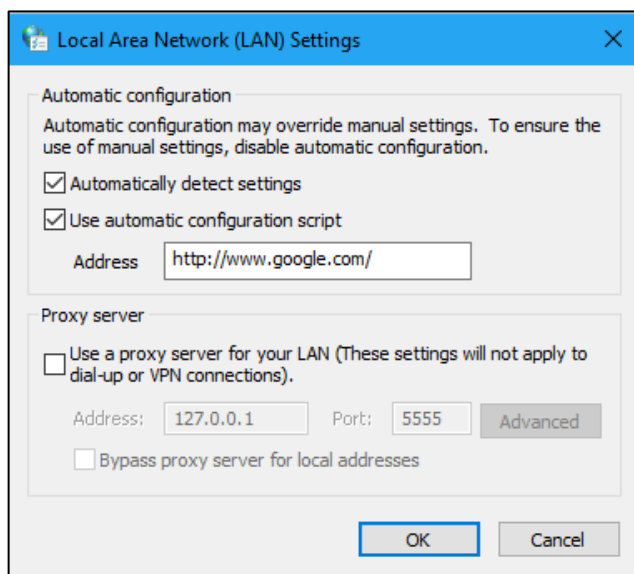 Local Area Network (LAN) Settings
Automatic configuration
Automatic configuration may override manual settings.  To ensure the
use of manual settings, disable automatic configuration.
Automatically detect settings
Use automatic configuration script
Address http://www.google.com/
Proxy server
Use a proxy server for your LAN (These settings will not apply to
dial-up or VPN connections).
Address: 127.0.0.1 Port: 5555 Advanced
Bypass proxy server for local addresses
OK Cancel